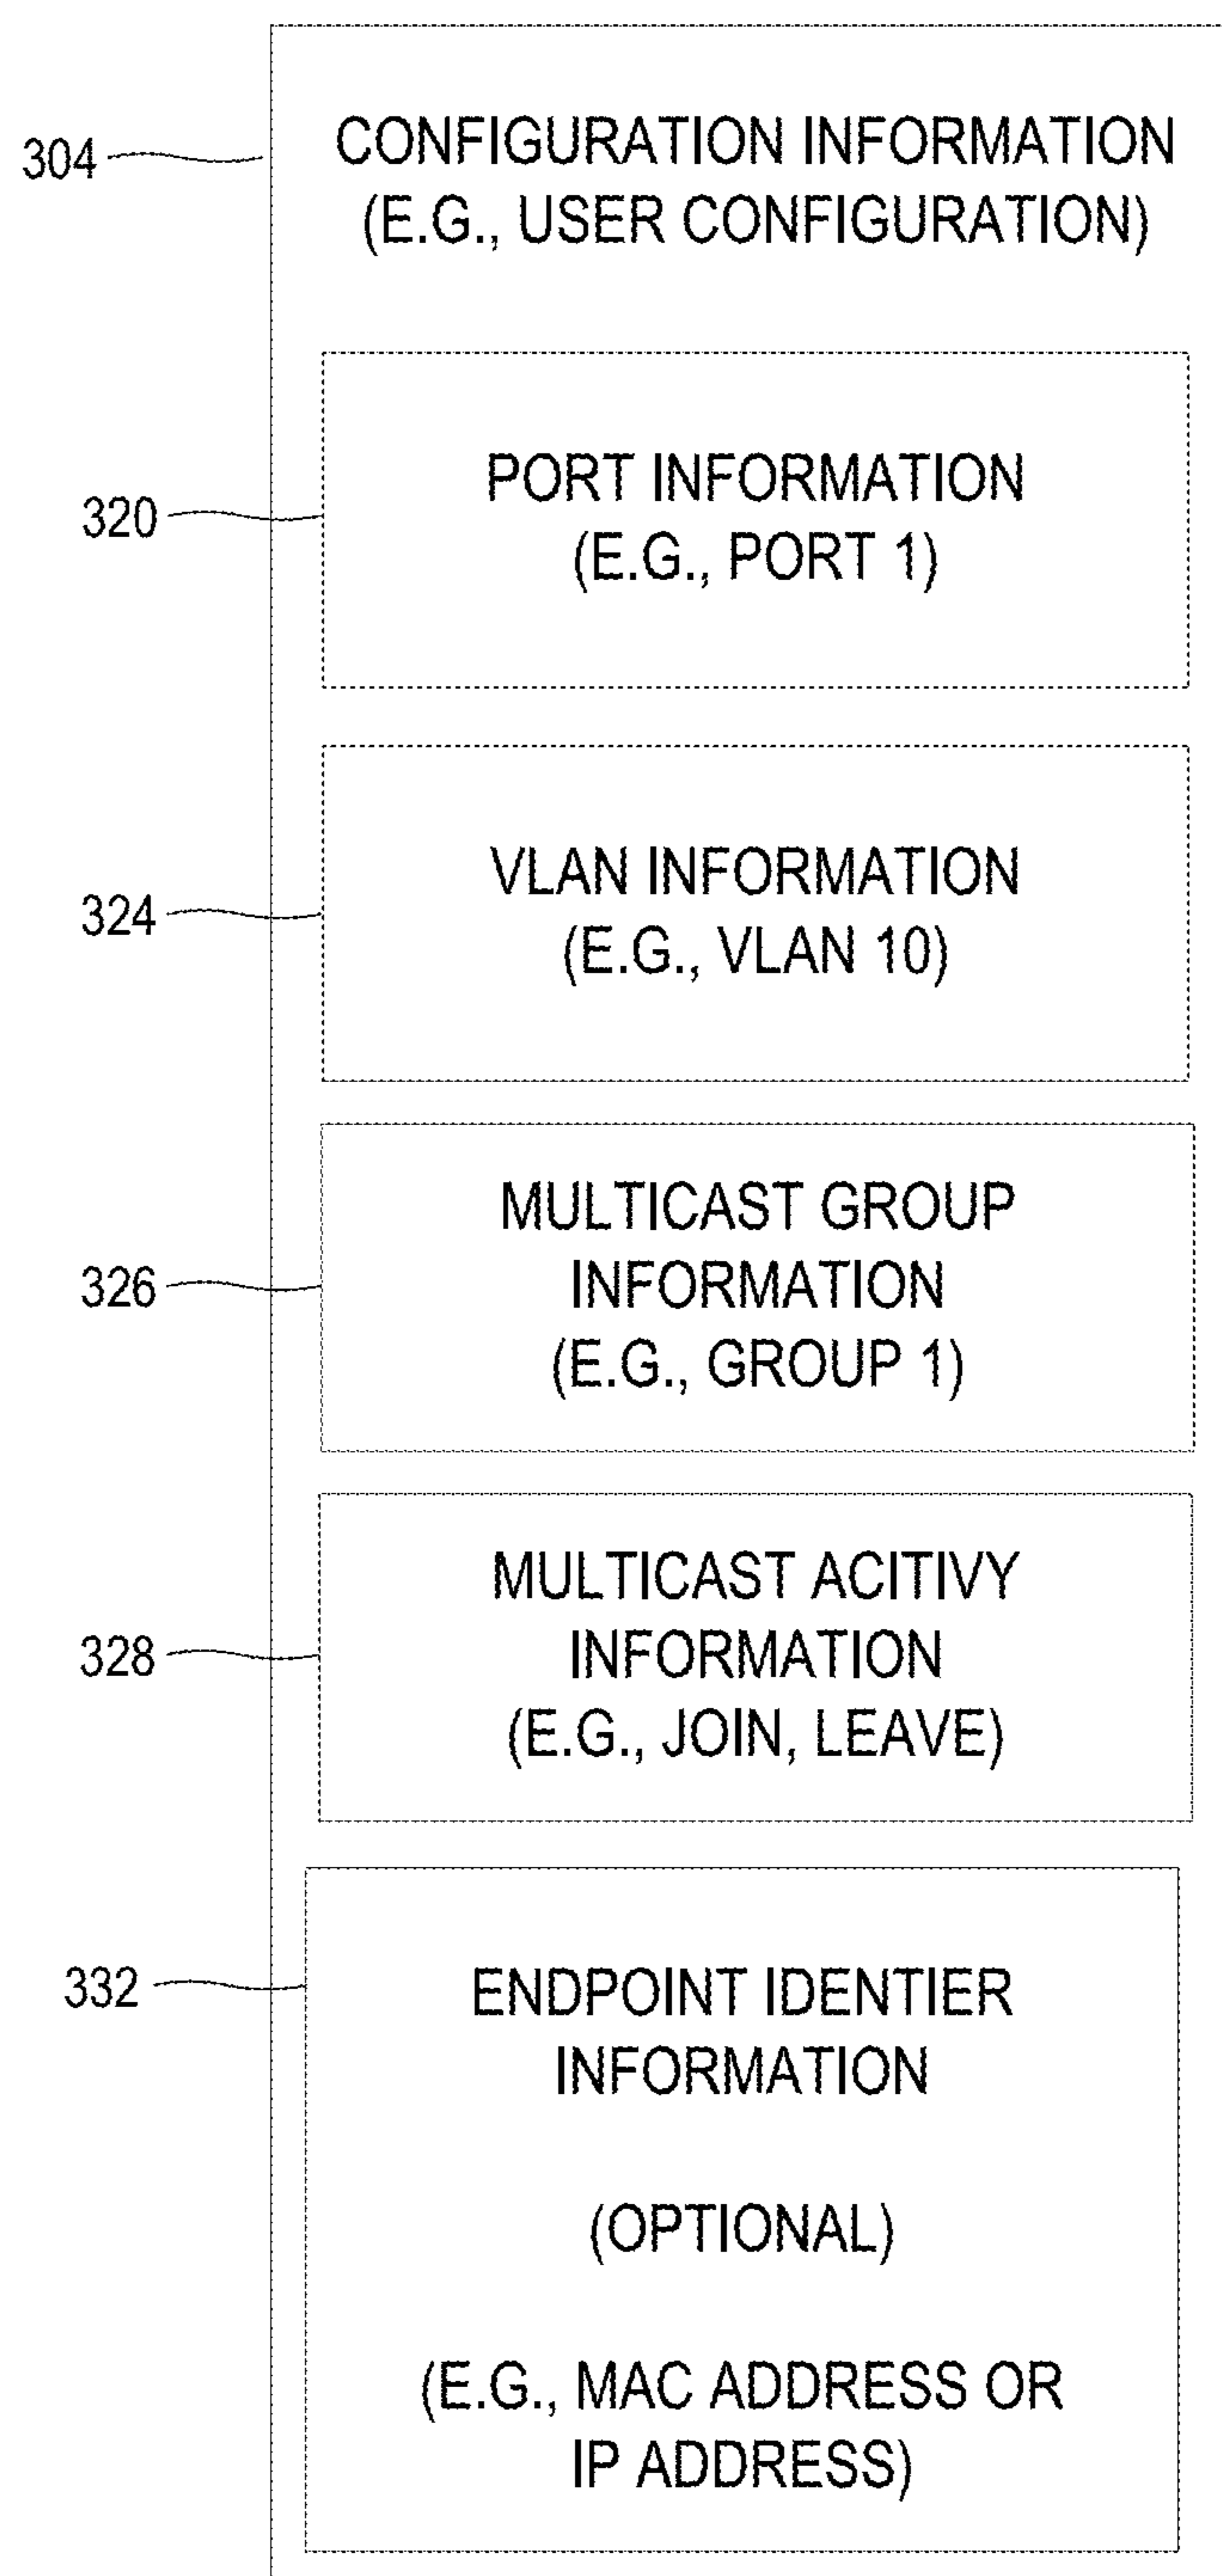 304
CONFIGURATION INFORMATION
(E.G., USER CONFIGURATION)
320
PORT INFORMATION
(E.G., PORT 1)
324
VLAN INFORMATION
(E.G., VLAN 10)
326
MULTICAST GROUP
INFORMATION
(E.G., GROUP 1)
328
MULTICAST ACITIVY
INFORMATION
(E.G., JOIN, LEAVE)
332
ENDPOINT IDENTIER
INFORMATION
(OPTIONAL)
(E.G., MAC ADDRESS OR
IP ADDRESS)